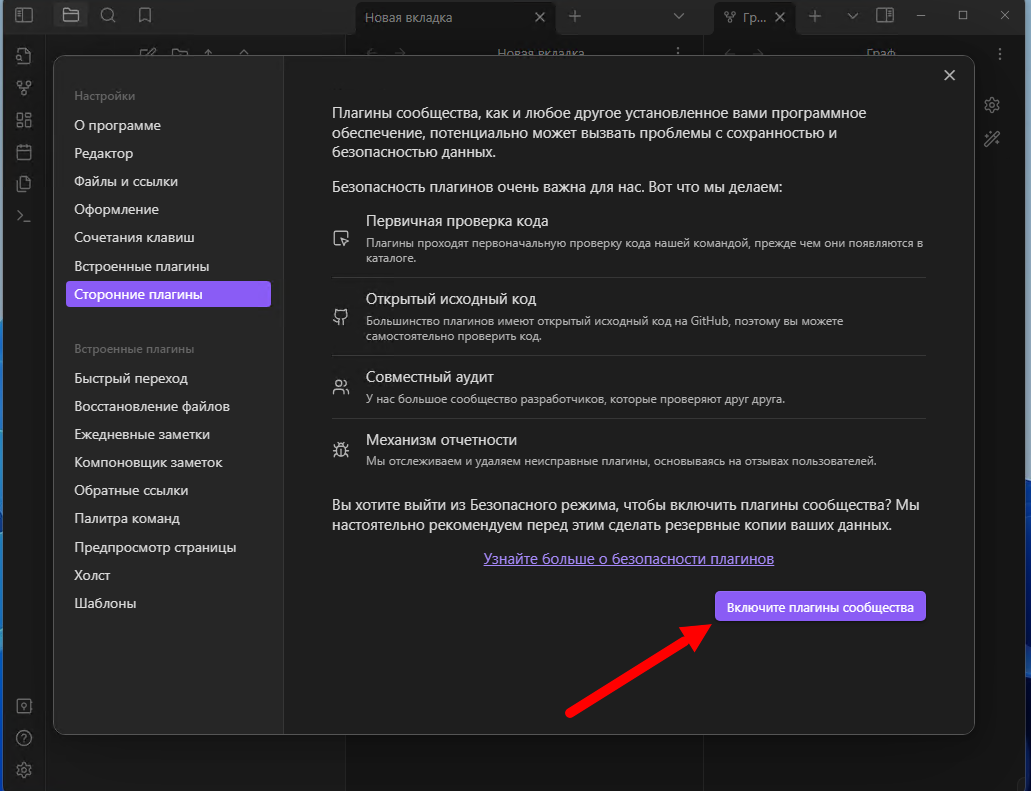 Новая вкладка
Гр...
Новая вкладка
Граф
Настройки
О программе
Редактор
Файлы и ссылки
Оформление
Сочетания клавиш
Встроенные плагины
Сторонние плагины
Встроенные плагины
Быстрый переход
Восстановление файлов
Ежедневные заметки
Компоновщик заметок
Обратные ссылки
Палитра команд
Предпросмотр страницы
Холст
Шаблоны
Плагины сообщества, как и любое другое установленное вами программное
обеспечение, потенциально может вызвать проблемы с сохранностью и
безопасностью данных.
Безопасность плагинов очень важна для нас. Вот что мы делаем:
Первичная проверка кода
Плагины проходят первоначальную проверку кода нашей командой, прежде чем они появляются в
каталоге.
Открытый исходный код
Большинство плагинов имеют открытый исходный код на GitHub, поэтому вы можете
самостоятельно проверить код.
Совместный аудит
У нас большое сообщество разработчиков, которые проверяют друг друга.
Механизм отчетности
Мы отслеживаем и удаляем неисправные плагины, основываясь на отзывах пользователей.
Вы хотите выйти из Безопасного режима, чтобы включить плагины сообщества? Мы
настоятельно рекомендуем перед этим сделать резервные копии ваших данных.
Узнайте больше о безопасности плагинов
Включите плагины сообщества